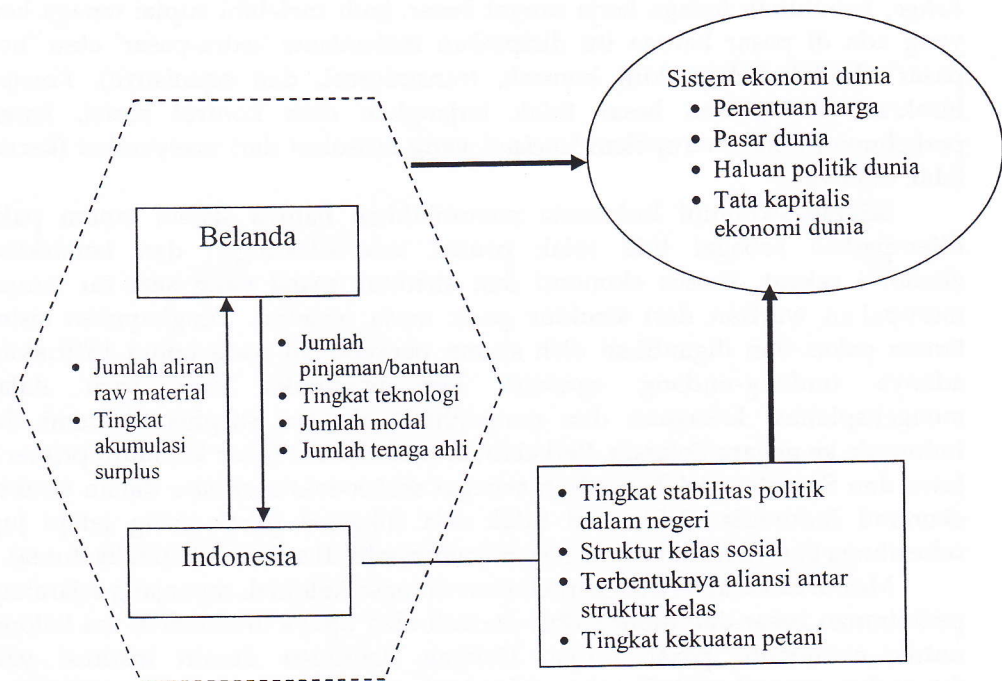 Sistem ekonomi dunia
• Penentuan harga
• Pasar dunia
• Haluan politik dunia
• Tata kapitalis
ekonomi dunia
Belanda
• Jumlah aliran
raw material
• Tingkat
akumulasi
surplus
• Jumlah
pinjaman/bantuan
• Tingkat teknologi
• Jumlah modal
• Jumlah tenaga ahli
Indonesia
• Tingkat stabilitas politik
dalam negeri
• Struktur kelas sosial
• Terbentuknya aliansi antar
struktur kelas
• Tingkat kekuatan petani